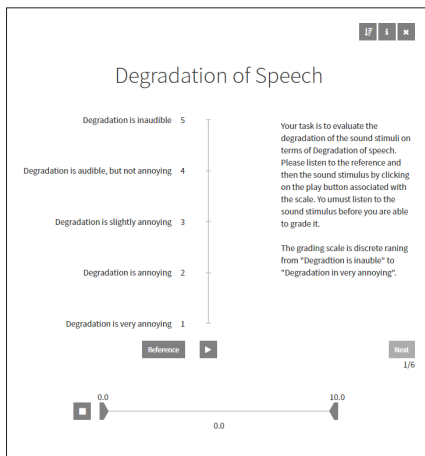 Degradation of Speech
Degradation is inaudible 5
Degradation is audible, but not annoying 4
Degradation is slightly annoying 3
Degradation is annoying 2
Degradation is very annoying 1
Your task is to evaluate the
degradation of the sound stimuli on
terms of Degradation of speech.
Please listen to the reference and
then the sound stimulus by clicking
on the play button associated with
the scale. Yo umust listen to the
sound stimulus before you are able
to grade it.
The grading scale is discrete raning
from "Degradtion is inauble" to
"Degradation in very annoying".
Reference
Next
1/6
0.0 10.0
0.0